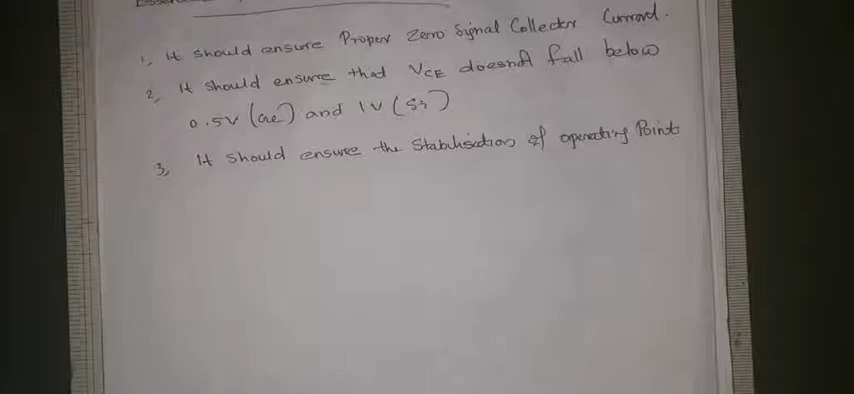 1, It should ensure Proper Zero Signal Collector Current.
2, It should ensure that VCE doesnot fall below
0.5V (Ge) and 1V (Si)
3, It should ensure the Stabilisation of operating Points